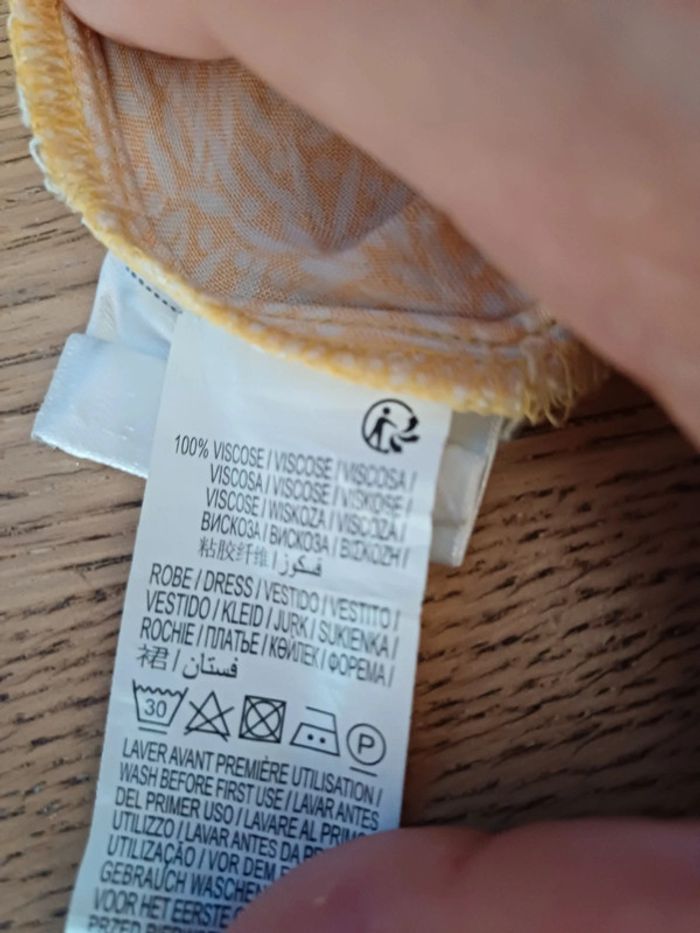 100% VISCOSE / VISCOSE / VISCOSA /
VISCOSA / VISCOSE / VISKOSE /
VISCOSE / WISKOZA / VISCOZA /
ВИСКОЗА / ВИСКОЗА / ΒΙΣΚΟΖΗ /
粘胶纤维 / فسكوز
ROBE / DRESS / VESTIDO / VESTITO /
VESTIDO / KLEID / JURK / SUKIENKA /
ROCHIE / ПЛАТЬЕ / КӨЙЛЕК / ΦΟΡΕΜΑ /
裙 / فستان
30 P
LAVER AVANT PREMIÈRE UTILISATION /
WASH BEFORE FIRST USE / LAVAR ANTES
DEL PRIMER USO / LAVARE AL PRIMO
UTILIZZO / LAVAR ANTES DA
UTILIZAÇÃO / VOR DEM
GEBRAUCH WASCHEN
VOOR HET EERSTE
PRZED